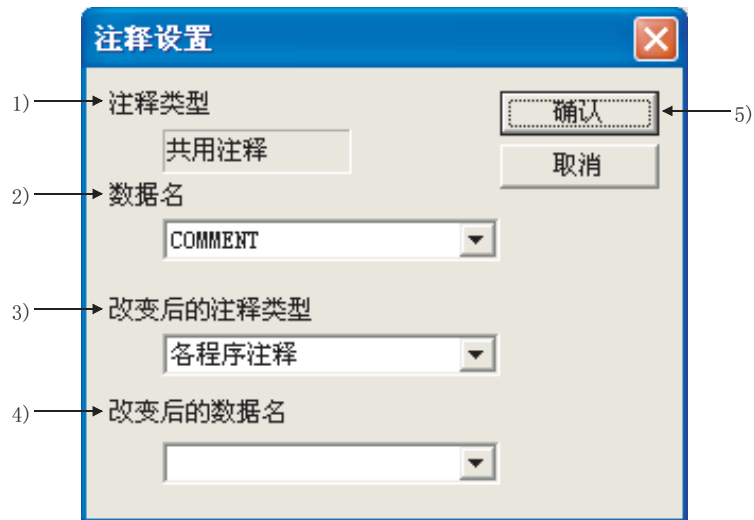 注释设置
1) 注释类型
确认 5)
共用注释
取消
2) 数据名
COMMENT
3) 改变后的注释类型
各程序注释
4) 改变后的数据名